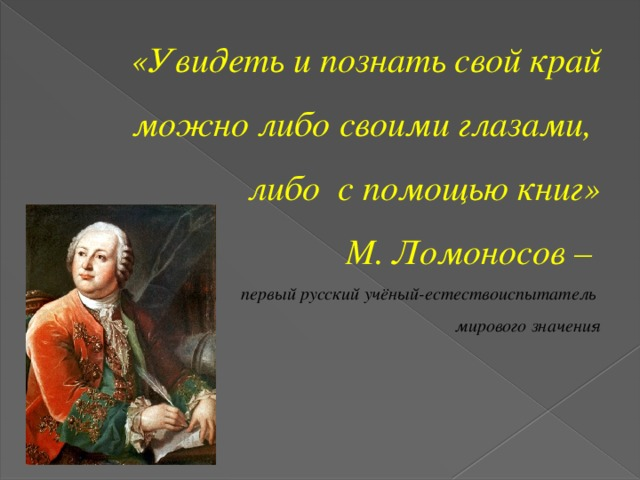 «Увидеть и познать свой край
можно либо своими глазами,
либо с помощью книг»
М. Ломоносов –
первый русский учёный-естествоиспытатель
мирового значения